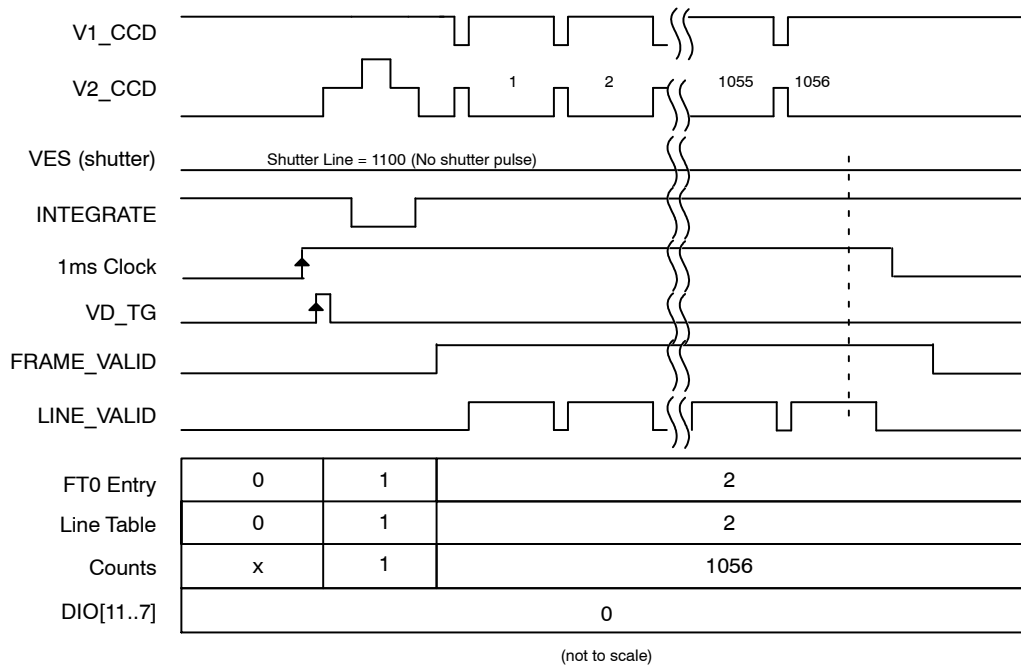 V1_CCD
V2_CCD
1 2 1055 1056
VES (shutter)
Shutter Line = 1100 (No shutter pulse)
INTEGRATE
1ms Clock
VD_TG
FRAME_VALID
LINE_VALID
FT0 Entry 0 1 2
Line Table 0 1 2
Counts x 1 1056
DIO[11..7] 0
(not to scale)